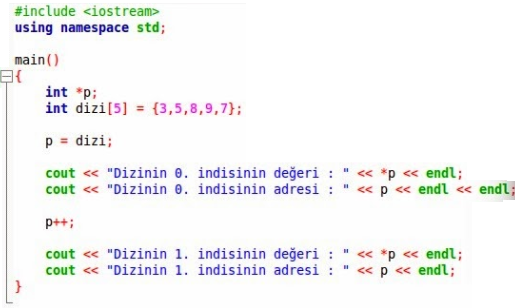 #include <iostream>
using namespace std;
main()
{
int *p;
int dizi[5] = {3,5,8,9,7};
p = dizi;
cout << "Dizinin 0. indisinin değeri : " << *p << endl;
cout << "Dizinin 0. indisinin adresi : " << p << endl << endl;
p++;
cout << "Dizinin 1. indisinin değeri : " << *p << endl;
cout << "Dizinin 1. indisinin adresi : " << p << endl;
}